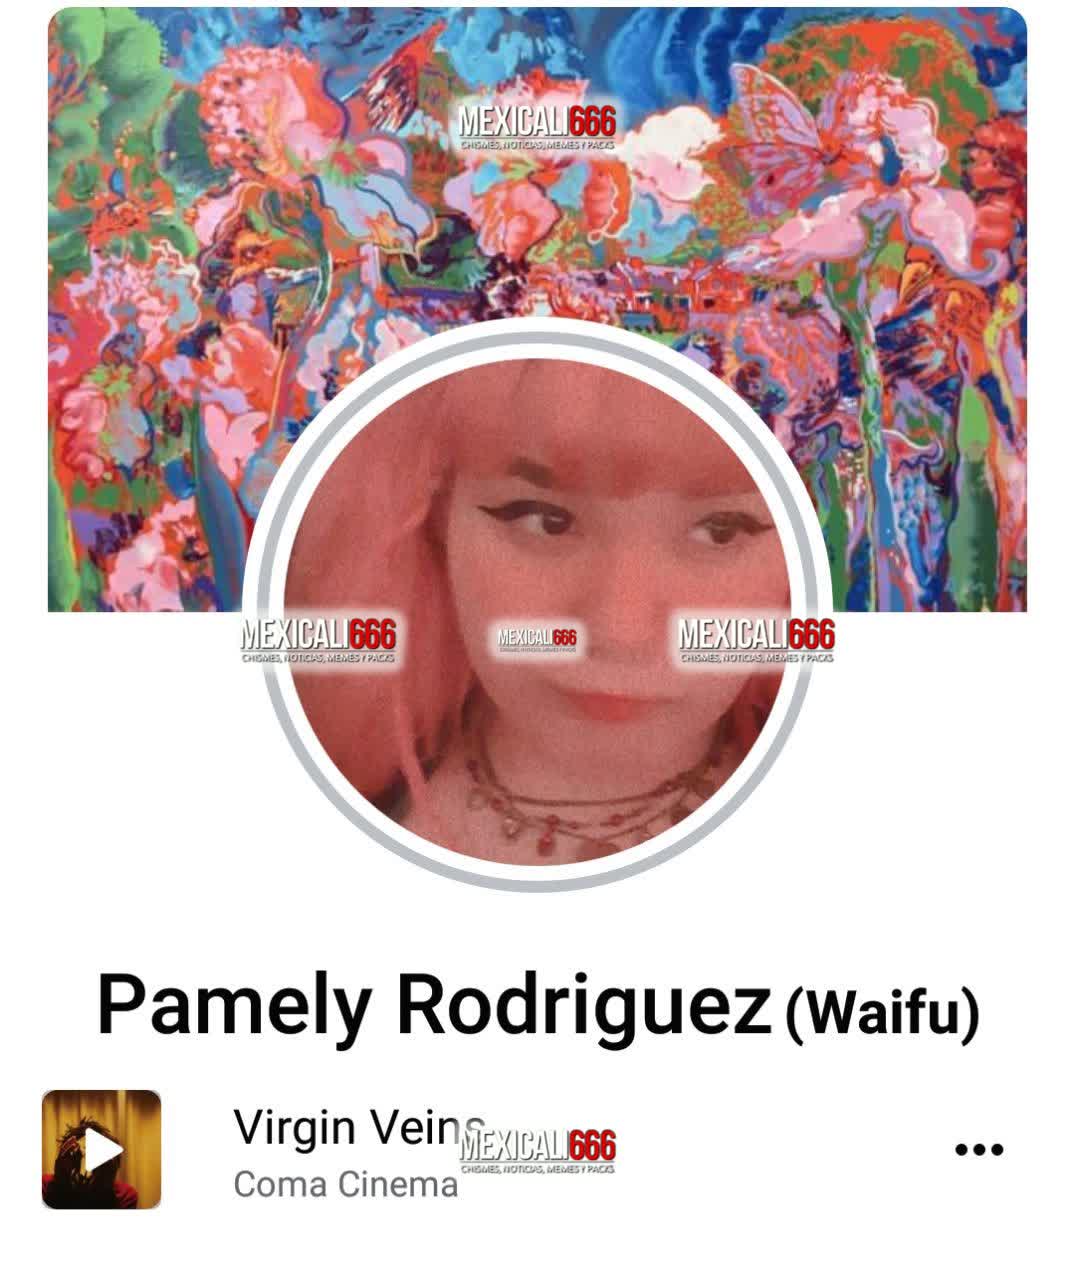 MEXICALI666
CHISMES, NOTICIAS, MEMES Y PACKS
MEXICALI666
CHISMES, NOTICIAS, MEMES Y PACKS
MEXICALI666
CHISMES, NOTICIAS, MEMES Y PACKS
MEXICALI666
CHISMES, NOTICIAS, MEMES Y PACKS
Pamely Rodriguez (Waifu)
Virgin Veins
MEXICALI666
CHISMES, NOTICIAS, MEMES Y PACKS
Coma Cinema